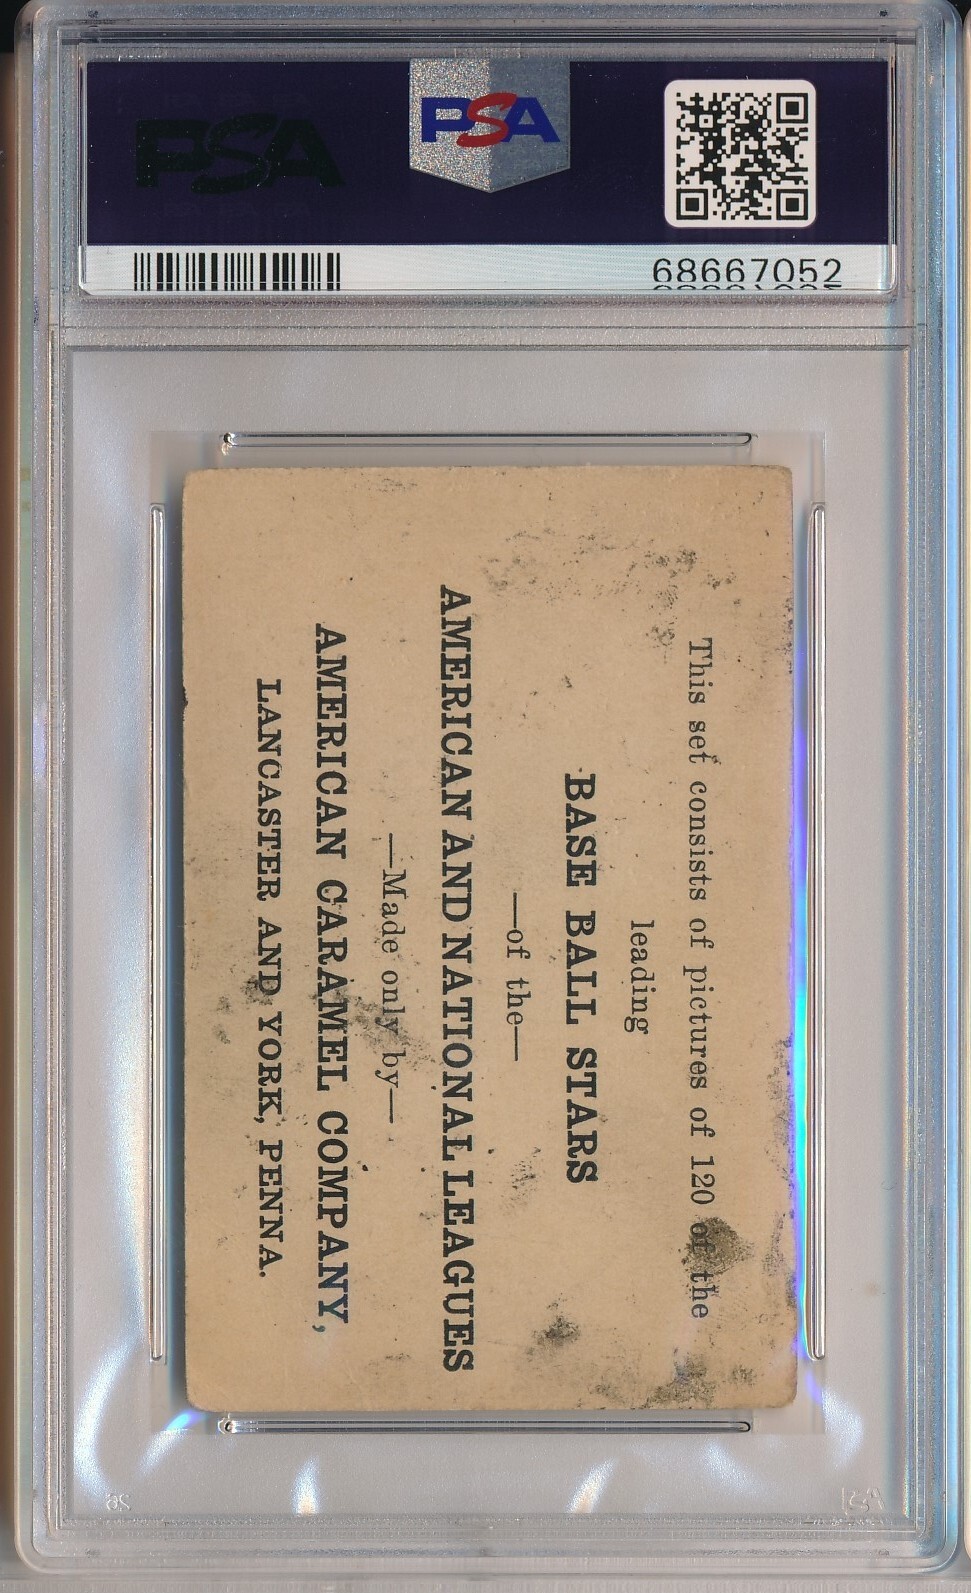 PSA
PSA
68667052
This set consists of pictures of 120 of the
leading
BASE BALL STARS
—of the—
AMERICAN AND NATIONAL LEAGUES
—Made only by—
AMERICAN CARAMEL COMPANY,
LANCASTER AND YORK, PENNA.